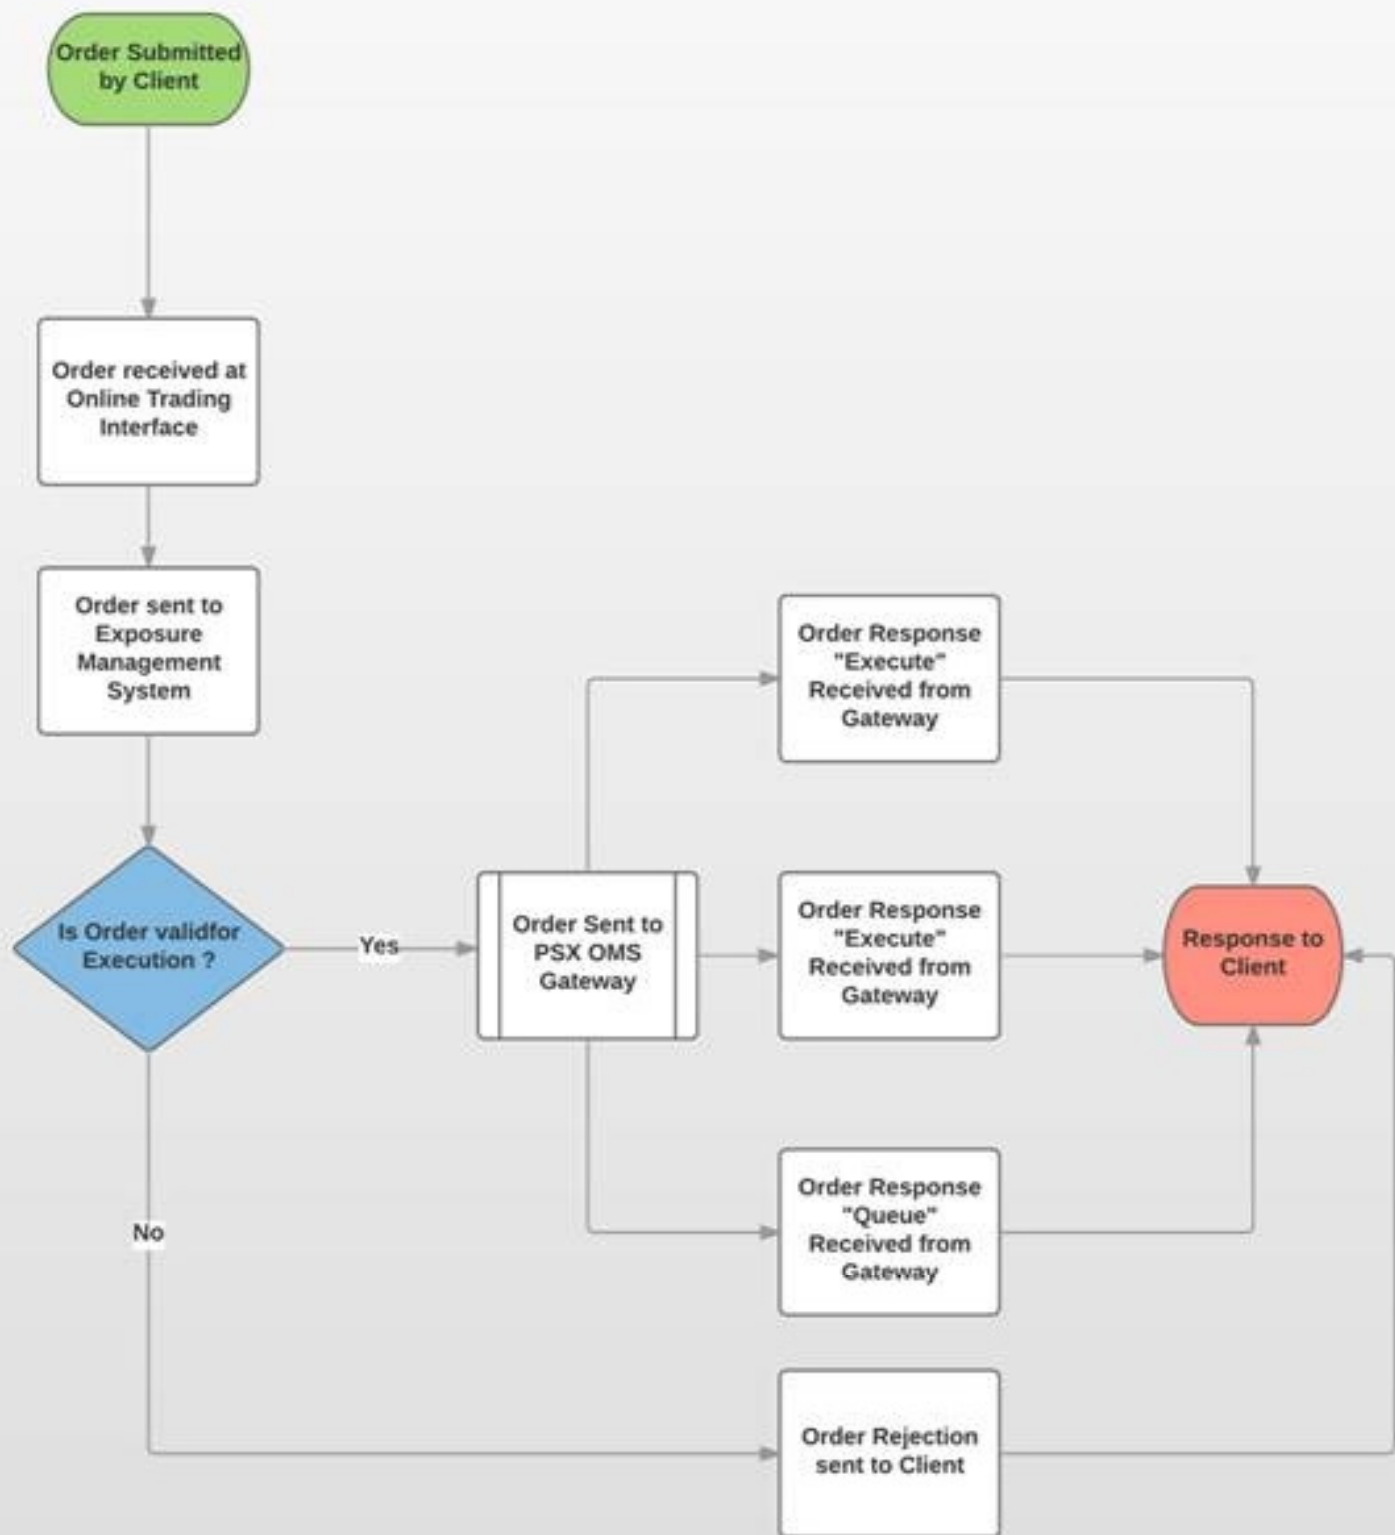 Order Submitted
by Client
Order received at
Online Trading
Interface
Order sent to
Exposure
Management
System
Is Order validfor
Execution ?
Yes
No
Order Sent to
PSX OMS
Gateway
Order Response
"Execute"
Received from
Gateway
Order Response
"Execute"
Received from
Gateway
Order Response
"Queue"
Received from
Gateway
Order Rejection
sent to Client
Response to
Client